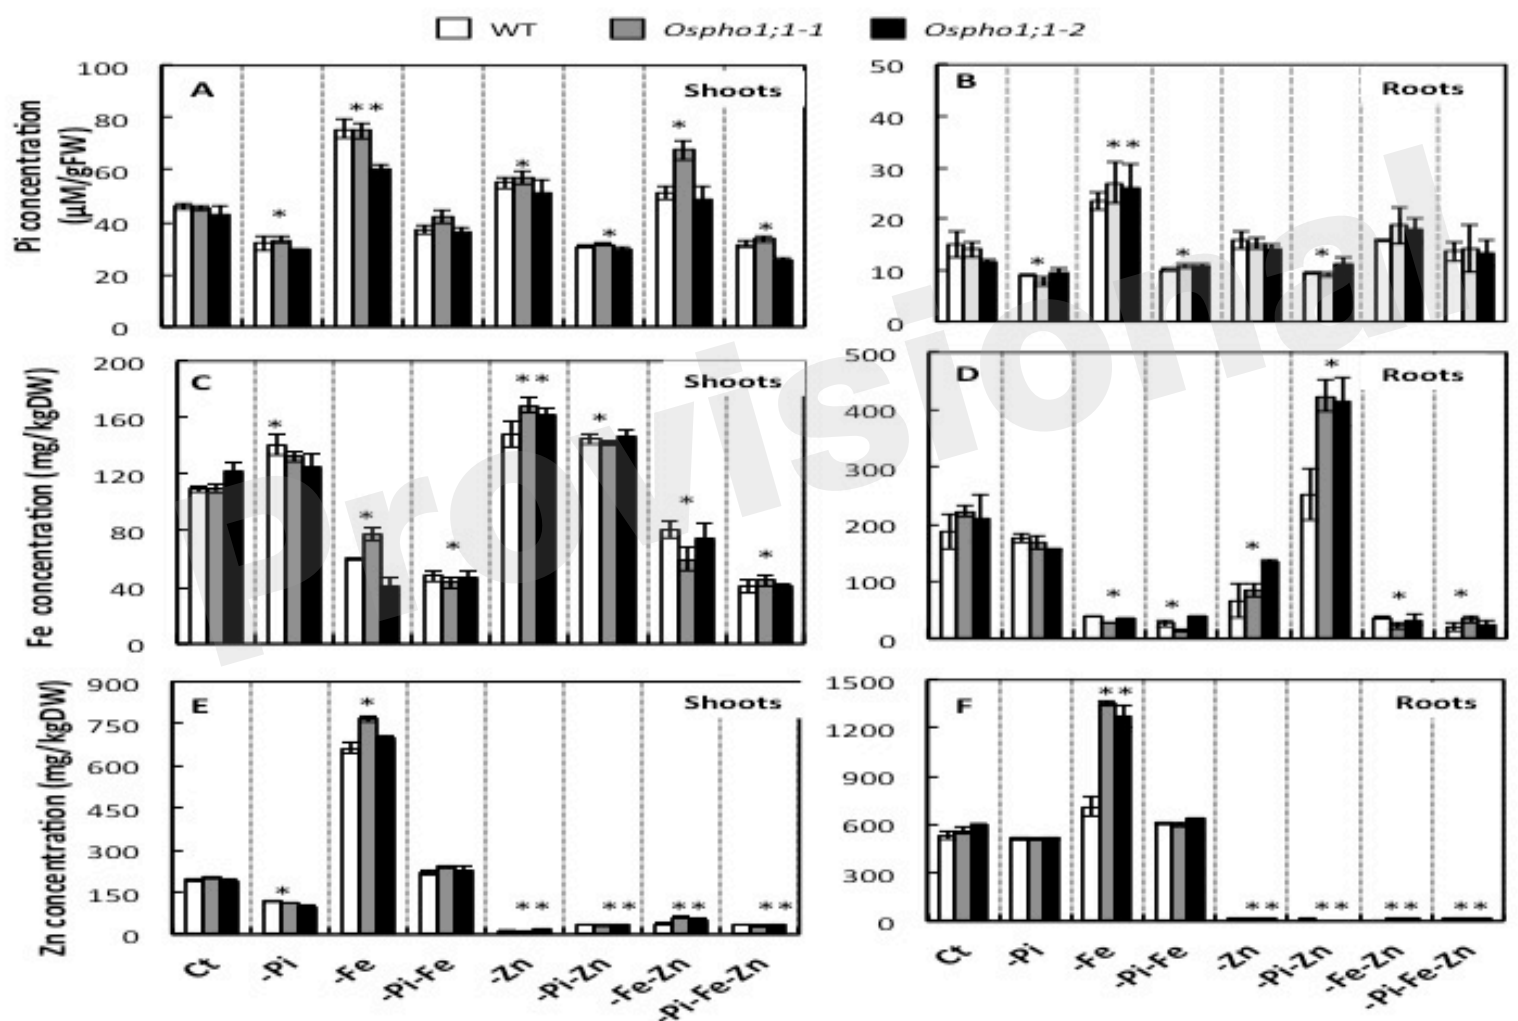 WT Ospho1;1-1 Ospho1;1-2
Pi concentration
(µM/gFW)
100
80
60
40
20
0
A
Shoots
* ** * * * *
50
40
30
20
10
0
B
Roots
* ** * *
Fe concentration (mg/kgDW)
200
160
120
80
40
0
C
Shoots
* * * ** * * *
500
400
300
200
100
0
D
Roots
* * * * * *
Zn concentration (mg/kgDW)
900
750
600
450
300
150
0
E
Shoots
* * ** ** ** **
1500
1200
900
600
300
0
F
Roots
** ** ** ** **
Ct
-Pi
-Fe
-Pi-Fe
-Zn
-Pi-Zn
-Fe-Zn
-Pi-Fe-Zn
Ct
-Pi
-Fe
-Pi-Fe
-Zn
-Pi-Zn
-Fe-Zn
-Pi-Fe-Zn
Provisional